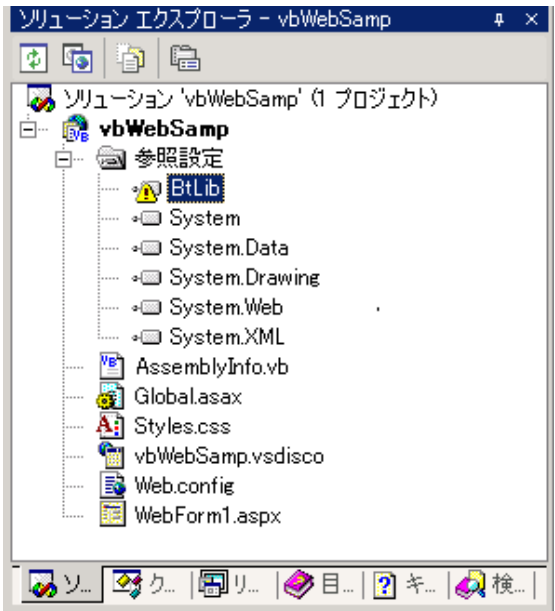 ソリューション エクスプローラ - vbWebSamp
ソリューション 'vbWebSamp' (1 プロジェクト)
vbWebSamp
参照設定
BtLib
System
System.Data
System.Drawing
System.Web
System.XML
AssemblyInfo.vb
Global.asax
Styles.css
vbWebSamp.vsdisco
Web.config
WebForm1.aspx
ソ... ク... リ... 目... キ... 検...